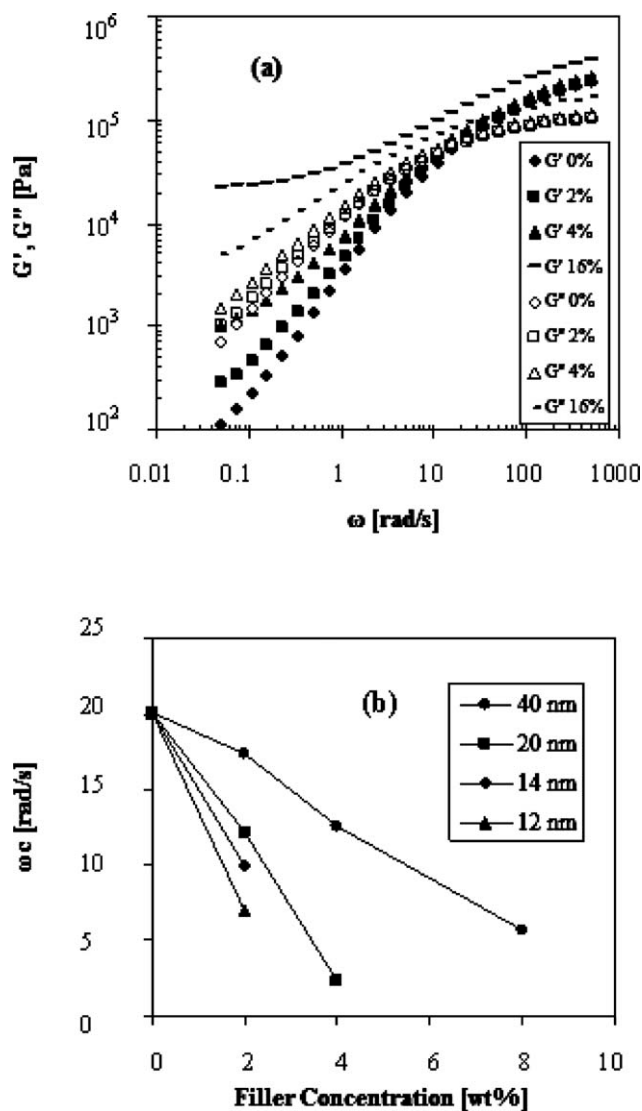 10^6
(a)
10^5
10^4
10^3
10^2
G', G'' [Pa]
G' 0%
G' 2%
G' 4%
G' 16%
G'' 0%
G'' 2%
G'' 4%
G'' 16%
0.01 0.1 1 10 100 1000
ω [rad/s]
25
20
15
10
5
0
(b)
ωc [rad/s]
40 nm
20 nm
14 nm
12 nm
0 2 4 6 8 10
Filler Concentration [wt%]